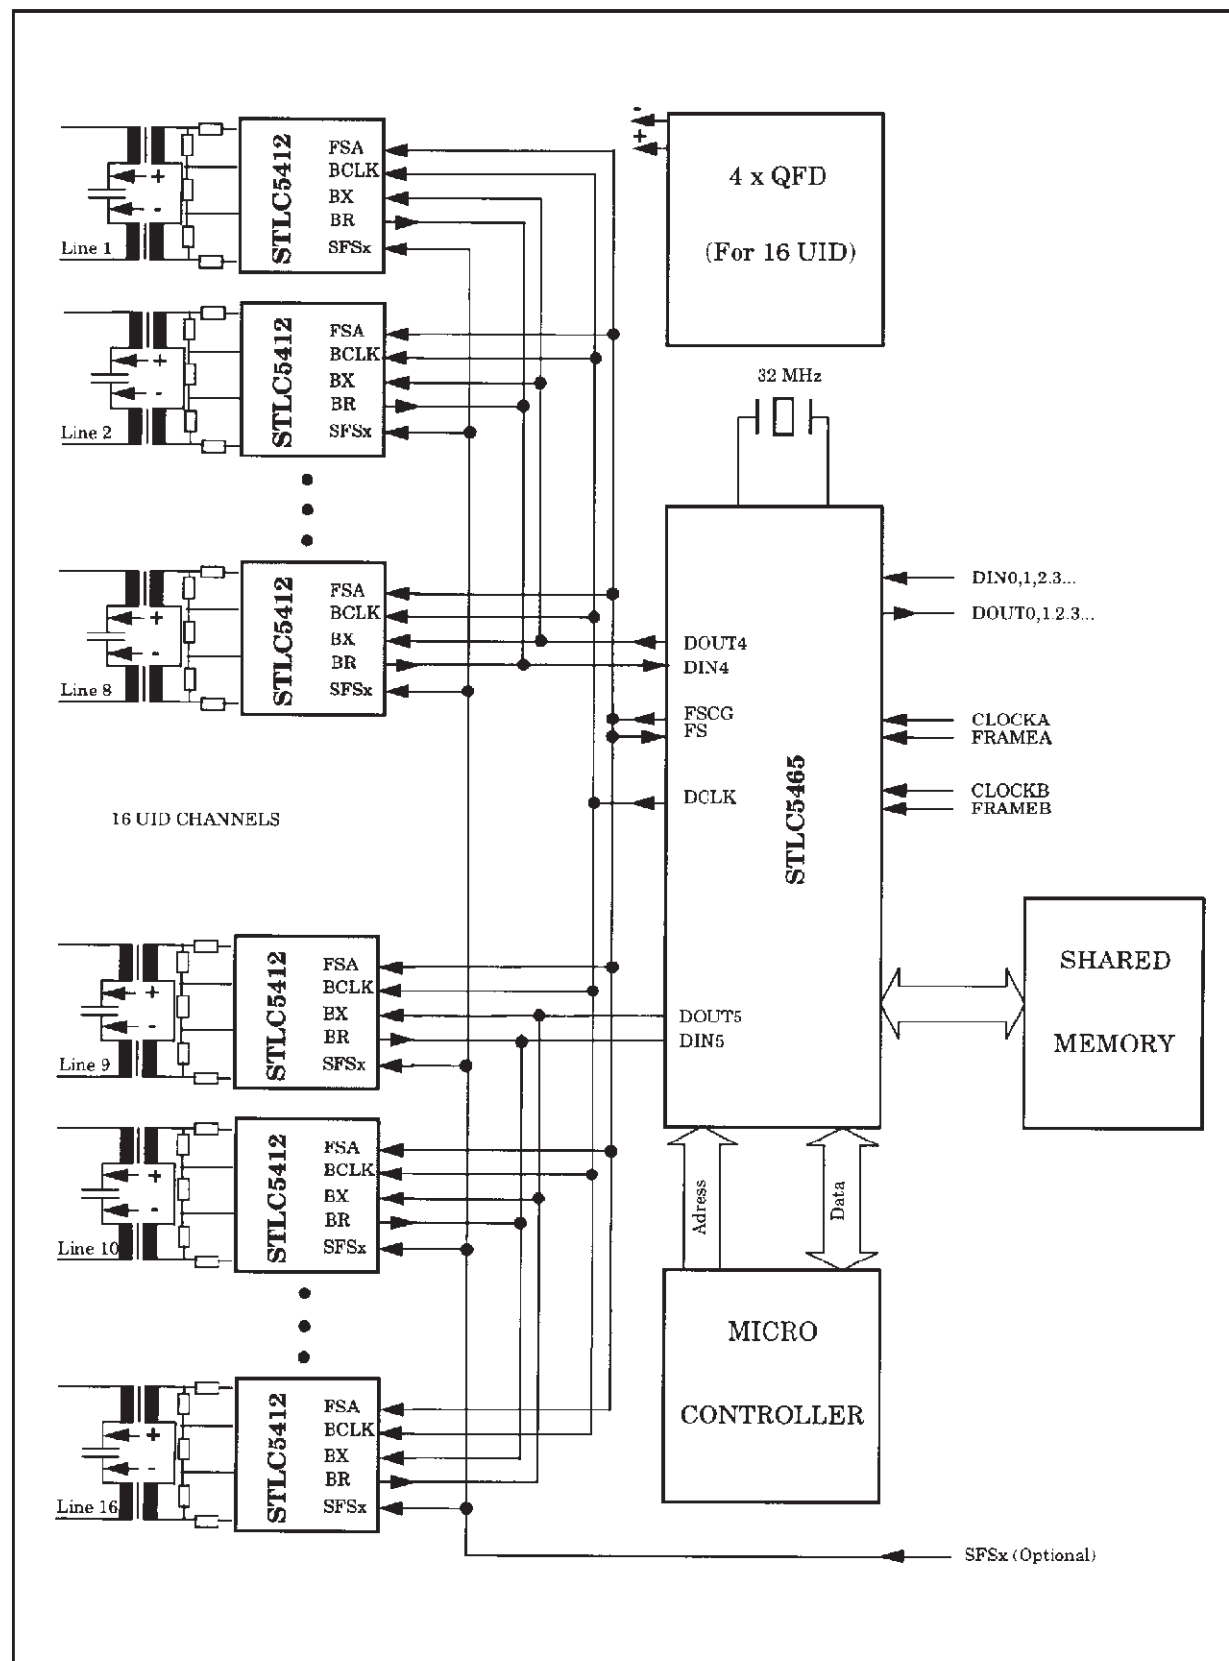 STLC5412
FSA
BCLK
BX
BR
SFSx
Line 1
-
+
4 x QFD
(For 16 UID)
+
-
STLC5412
FSA
BCLK
BX
BR
SFSx
Line 2
+
-
32 MHz
STLC5412
FSA
BCLK
BX
BR
SFSx
Line 8
+
-
STLC5465
DOUT4
DIN4
FSCG
FS
DCLK
DOUT5
DIN5
DIN0,1,2.3...
DOUT0,1.2.3...
CLOCKA
FRAMEA
CLOCKB
FRAMEB
16 UID CHANNELS
STLC5412
FSA
BCLK
BX
BR
SFSx
Line 9
+
-
SHARED
MEMORY
STLC5412
FSA
BCLK
BX
BR
SFSx
Line 10
+
-
Adress
Data
MICRO
CONTROLLER
STLC5412
FSA
BCLK
BX
BR
SFSx
Line 16
+
-
SFSx (Optional)